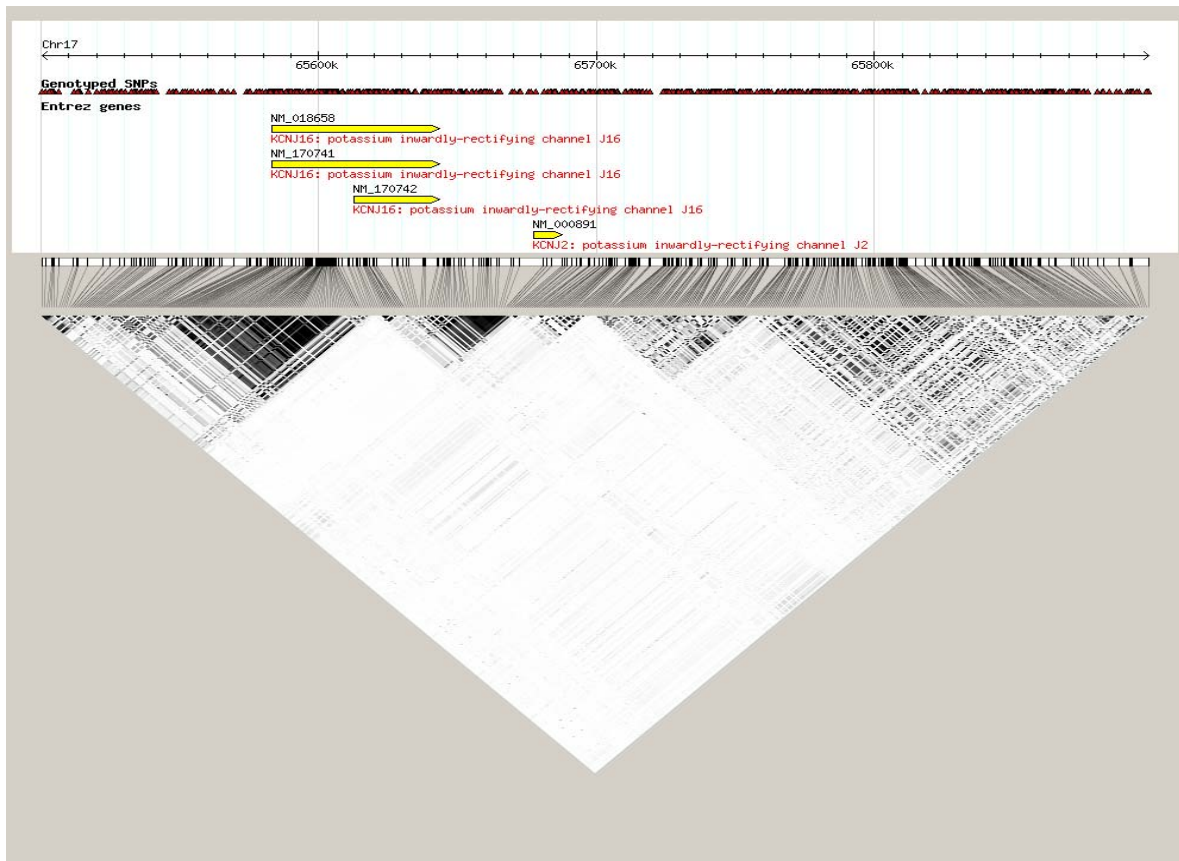 Chr17
65600k 65700k 65800k
Genotyped SNPs
Entrez genes
NM_018658
KCNJ16: potassium inwardly-rectifying channel J16
NM_170741
KCNJ16: potassium inwardly-rectifying channel J16
NM_170742
KCNJ16: potassium inwardly-rectifying channel J16
NM_000891
KCNJ2: potassium inwardly-rectifying channel J2